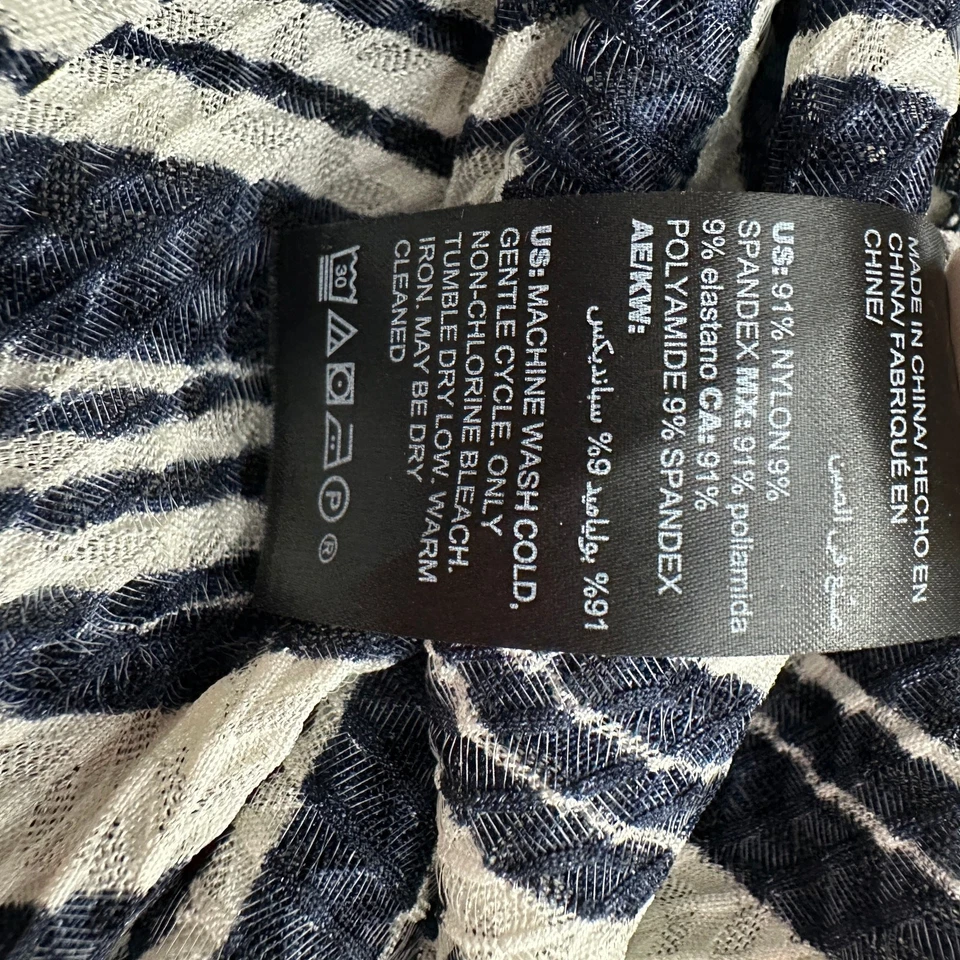 MADE IN CHINA/ HECHO EN
CHINA/ FABRIQUÉ EN
CHINE/
صنع في الصين
US: 91% NYLON 9%
SPANDEX MX: 91% poliamida
9% elastano CA: 91%
POLYAMIDE 9% SPANDEX
AE/KW:
91% بولياميد 9% سبانديكس
US: MACHINE WASH COLD,
GENTLE CYCLE. ONLY
NON-CHLORINE BLEACH.
TUMBLE DRY LOW. WARM
IRON. MAY BE DRY
CLEANED
30 P ®